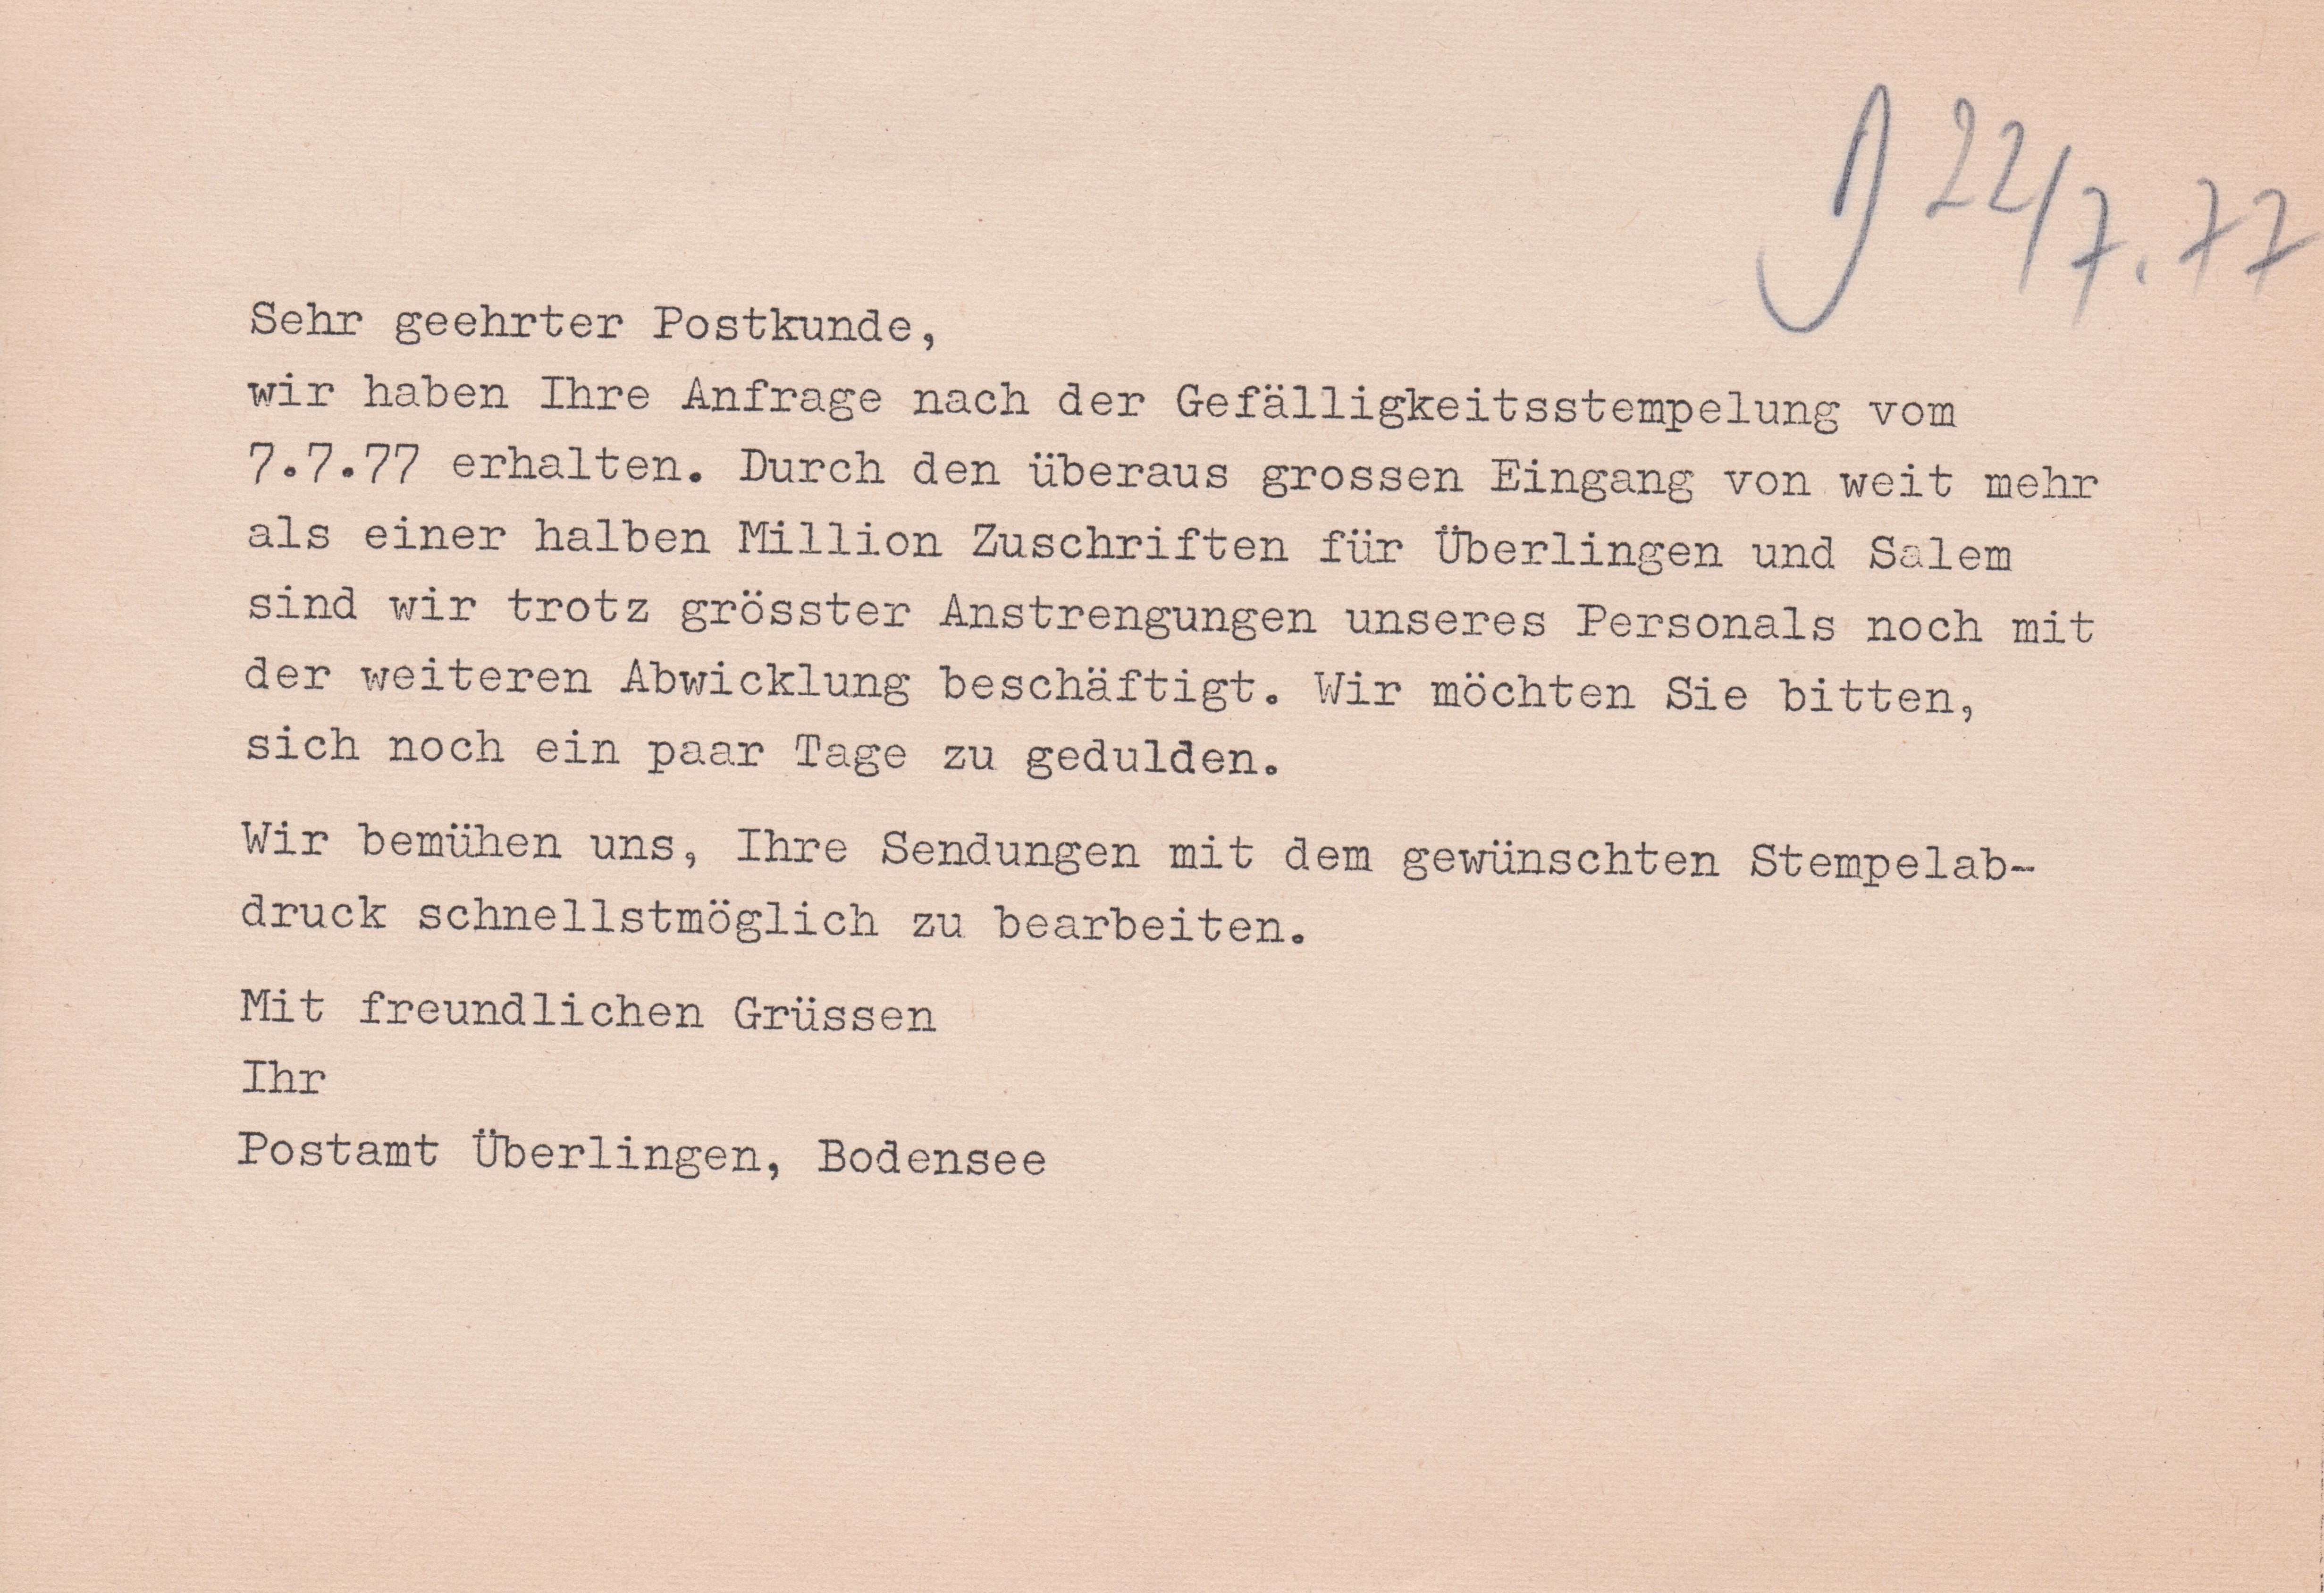 22/7.77
Sehr geehrter Postkunde,
wir haben Ihre Anfrage nach der Gefälligkeitsstempelung vom
7.7.77 erhalten. Durch den überaus grossen Eingang von weit mehr
als einer halben Million Zuschriften für Überlingen und Salem
sind wir trotz grösster Anstrengungen unseres Personals noch mit
der weiteren Abwicklung beschäftigt. Wir möchten Sie bitten,
sich noch ein paar Tage zu gedulden.
Wir bemühen uns, Ihre Sendungen mit dem gewünschten Stempelab-
druck schnellstmöglich zu bearbeiten.
Mit freundlichen Grüssen
Ihr
Postamt Überlingen, Bodensee